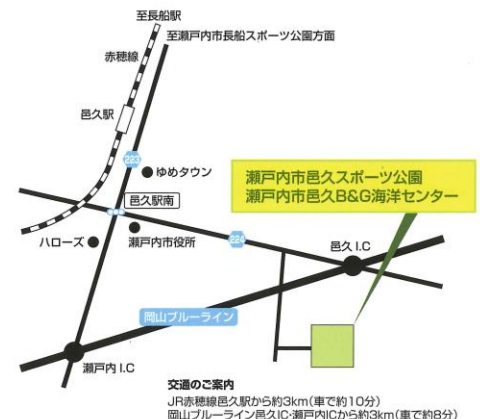 至長船駅
至瀬戸内市長船スポーツ公園方面
赤穂線
邑久駅
223
ゆめタウン
瀬戸内市邑久スポーツ公園
瀬戸内市邑久B&G海洋センター
邑久駅南
ハローズ
瀬戸内市役所
224
邑久 I.C
岡山ブルーライン
瀬戸内 I.C
交通のご案内
JR赤穂線邑久駅から約3km(車で約10分)
岡山ブルーライン邑久IC・瀬戸内ICから約3km(車で約8分)